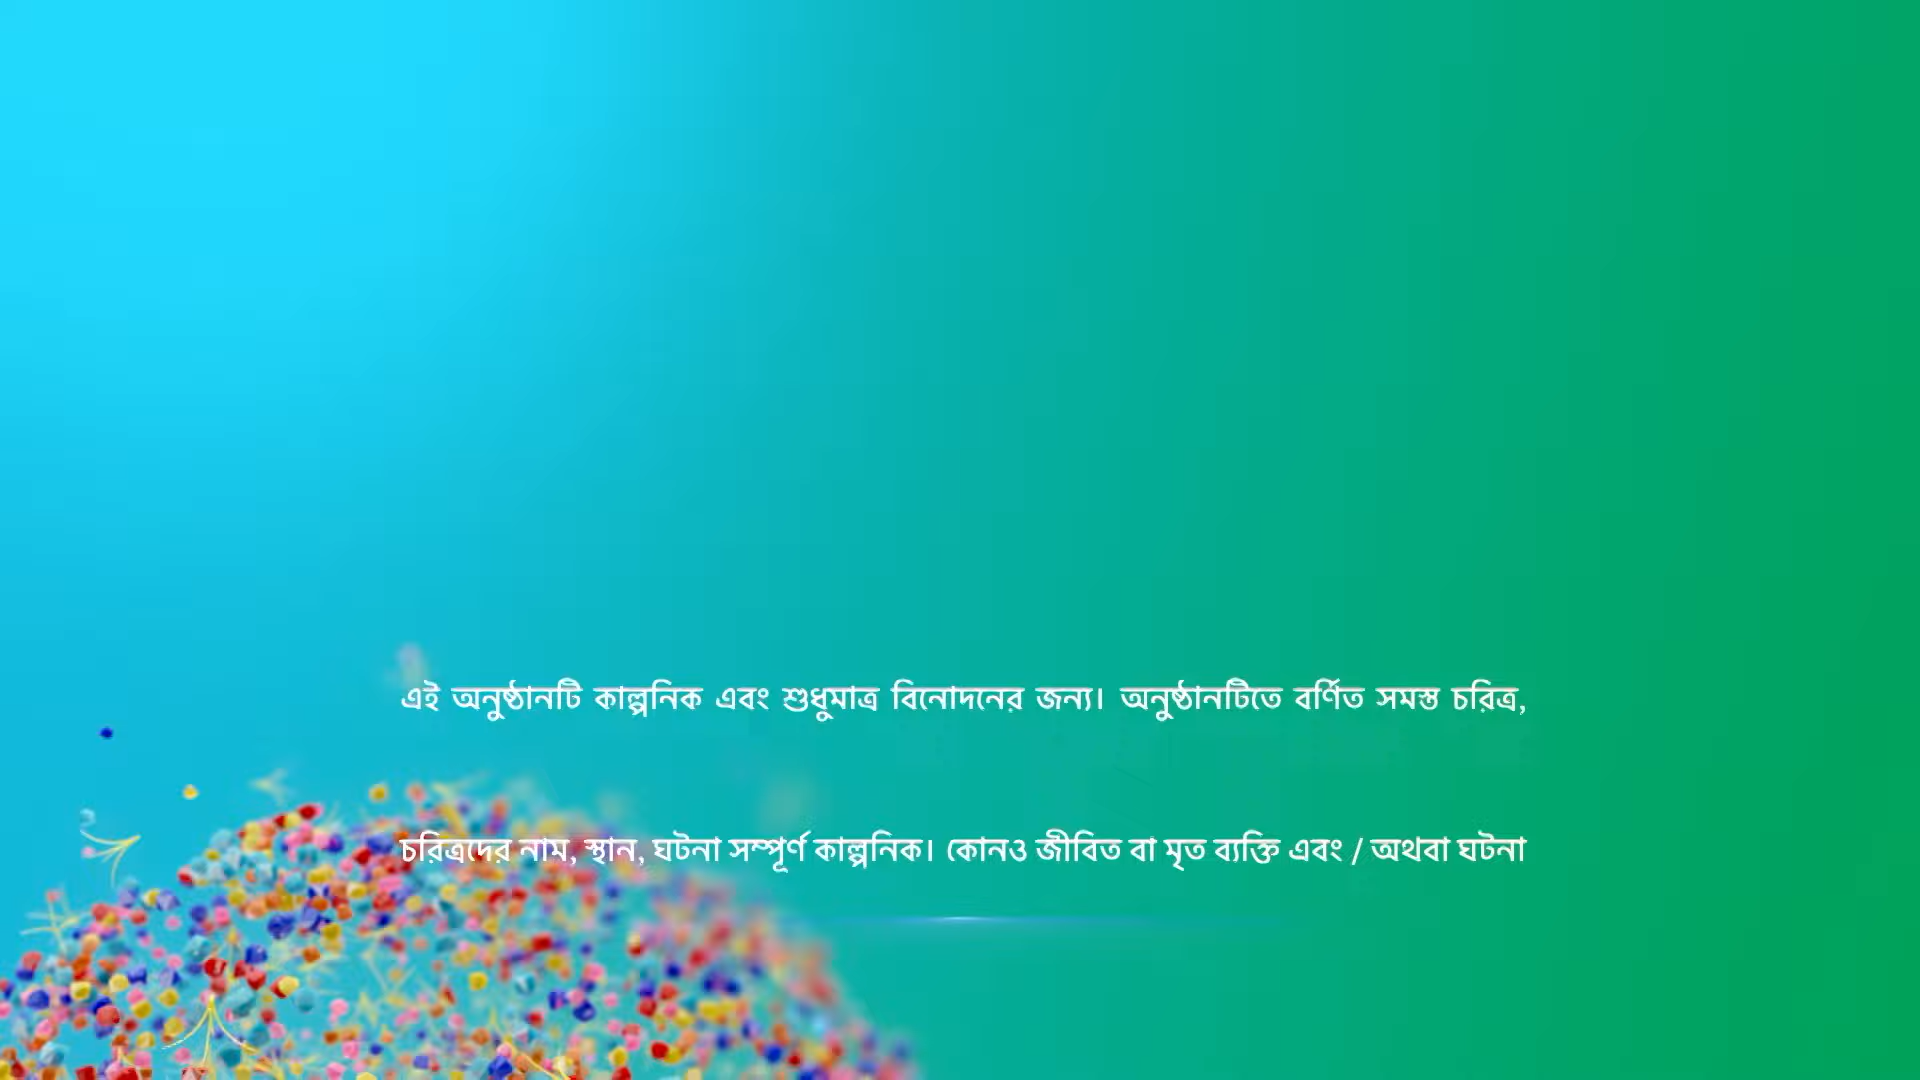 এই অনুষ্ঠানটি কাল্পনিক এবং শুধুমাত্র বিনোদনের জন্য। অনুষ্ঠানটিতে বর্ণিত সমস্ত চরিত্র,
চরিত্রদের নাম, স্থান, ঘটনা সম্পূর্ণ কাল্পনিক। কোনও জীবিত বা মৃত ব্যক্তি এবং / অথবা ঘটনা